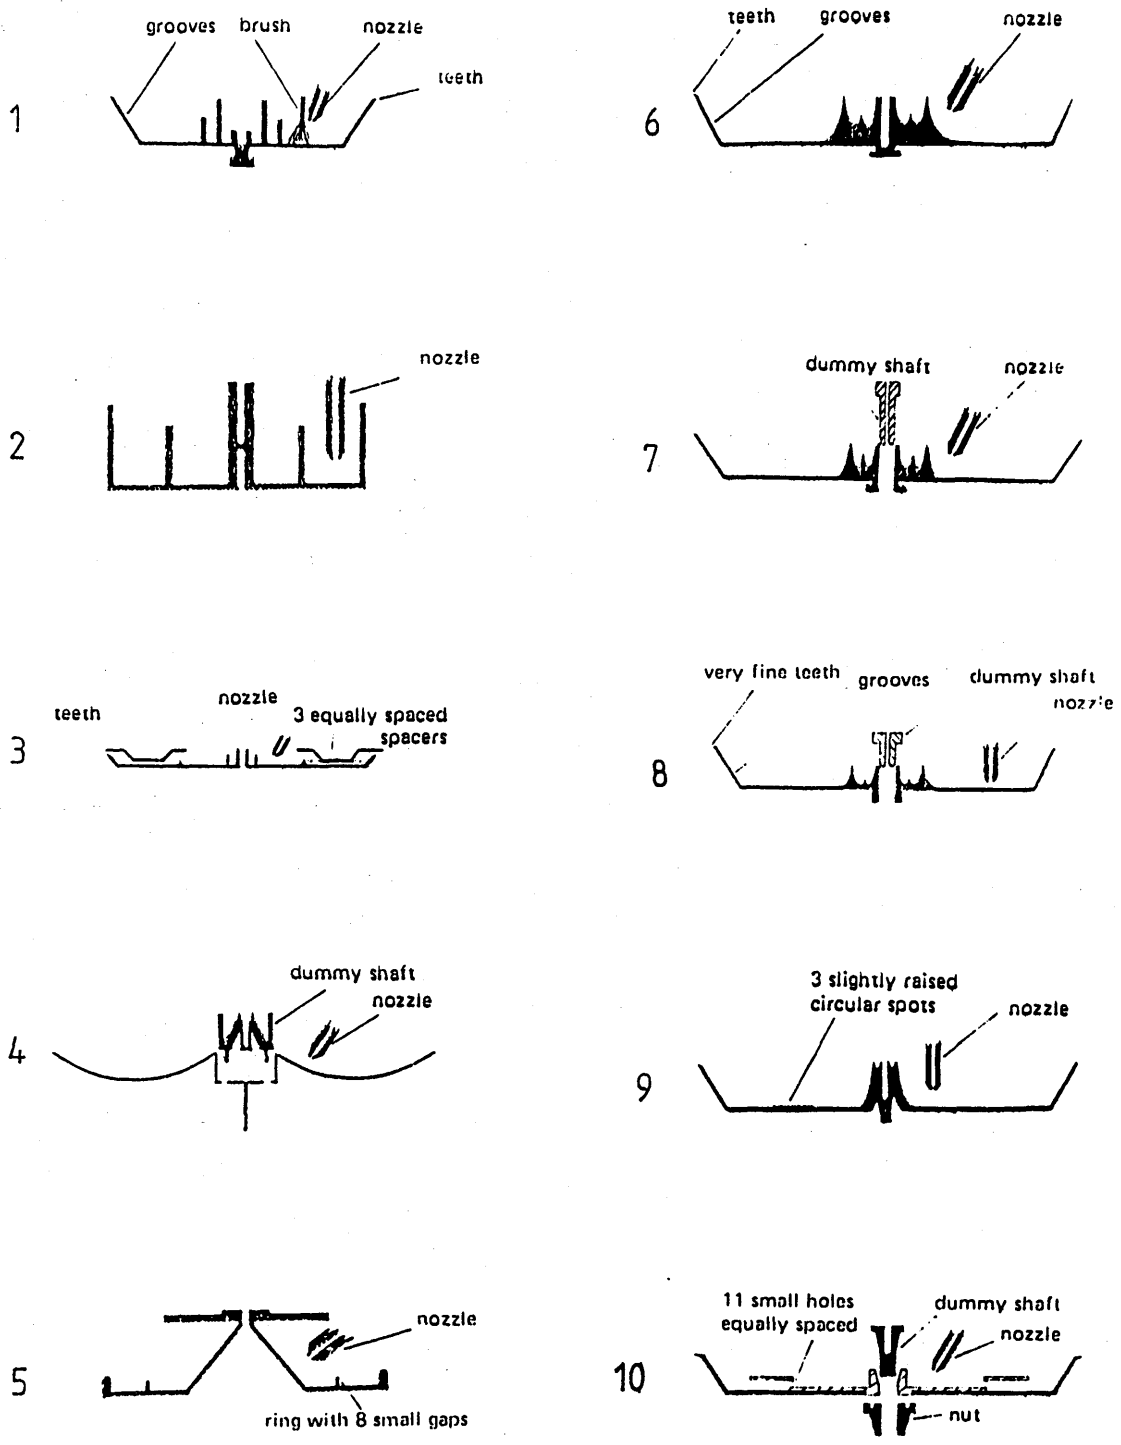 grooves brush nozzle
teeth
1
nozzle
2
nozzle
teeth
3 equally spaced
spacers
3
dummy shaft
nozzle
4
nozzle
5
ring with 8 small gaps
teeth grooves nozzle
6
dummy shaft nozzle
7
very fine teeth grooves dummy shaft
nozzle
8
3 slightly raised
circular spots
nozzle
9
11 small holes
equally spaced
dummy shaft
nozzle
10
nut